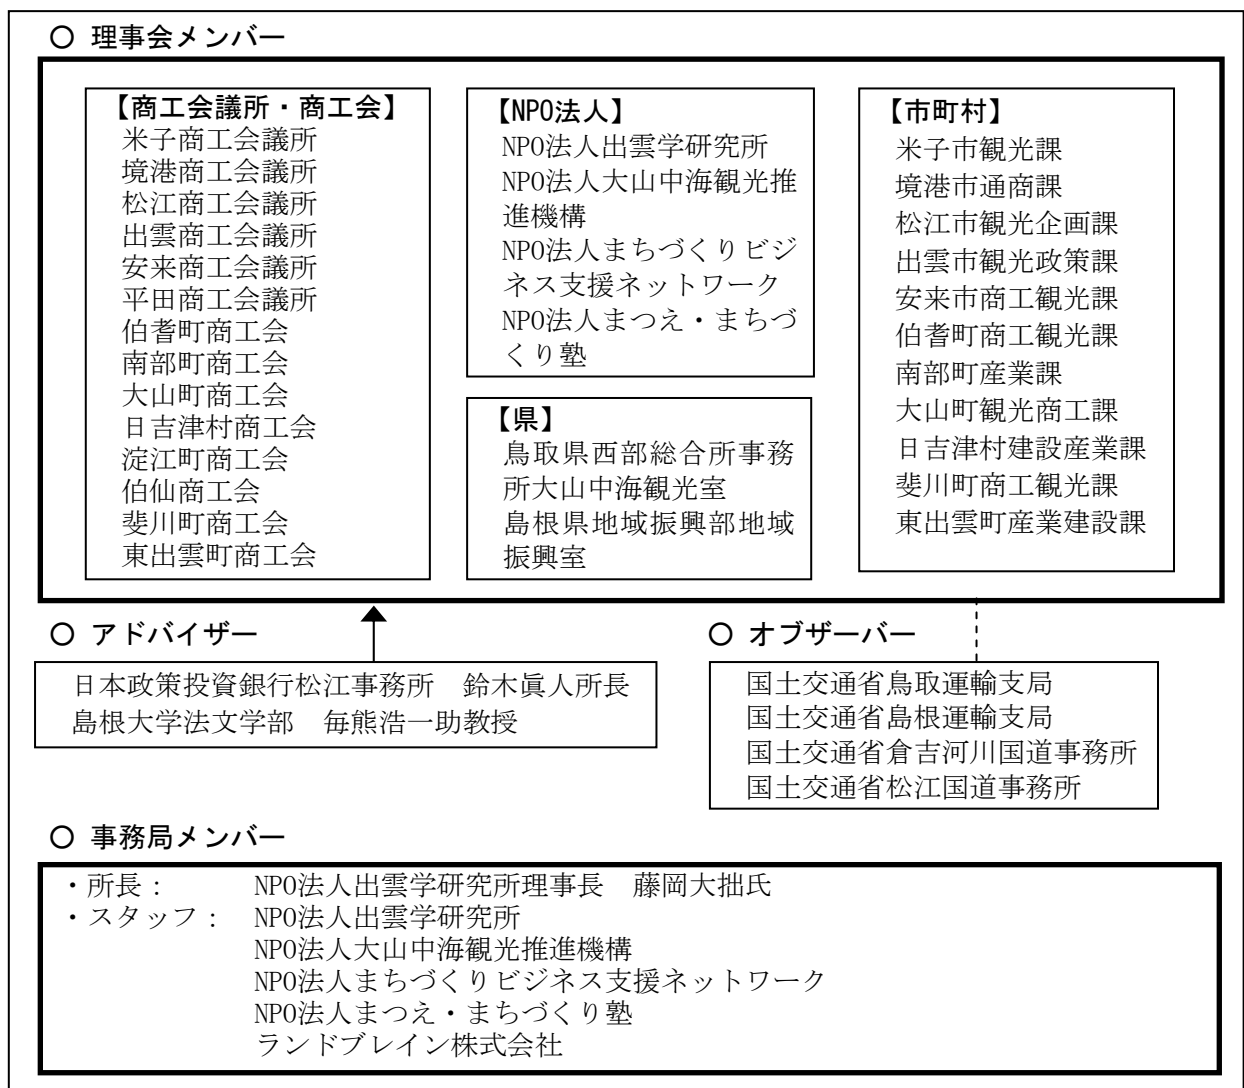 ○ 理事会メンバー
【商工会議所・商工会】
米子商工会議所
境港商工会議所
松江商工会議所
出雲商工会議所
安来商工会議所
平田商工会議所
伯耆町商工会
南部町商工会
大山町商工会
日吉津村商工会
淀江町商工会
伯仙商工会
斐川町商工会
東出雲町商工会
【NPO法人】
NPO法人出雲学研究所
NPO法人大山中海観光推
進機構
NPO法人まちづくりビジ
ネス支援ネットワーク
NPO法人まつえ・まちづ
くり塾
【県】
鳥取県西部総合所事務
所大山中海観光室
島根県地域振興部地域
振興室
【市町村】
米子市観光課
境港市通商課
松江市観光企画課
出雲市観光政策課
安来市商工観光課
伯耆町商工観光課
南部町産業課
大山町観光商工課
日吉津村建設産業課
斐川町商工観光課
東出雲町産業建設課
○ アドバイザー
日本政策投資銀行松江事務所　鈴木眞人所長
島根大学法文学部　毎熊浩一助教授
○ オブザーバー
国土交通省鳥取運輸支局
国土交通省島根運輸支局
国土交通省倉吉河川国道事務所
国土交通省松江国道事務所
○ 事務局メンバー
・所長：　NPO法人出雲学研究所理事長　藤岡大拙氏
・スタッフ：　NPO法人出雲学研究所
NPO法人大山中海観光推進機構
NPO法人まちづくりビジネス支援ネットワーク
NPO法人まつえ・まちづくり塾
ランドブレイン株式会社